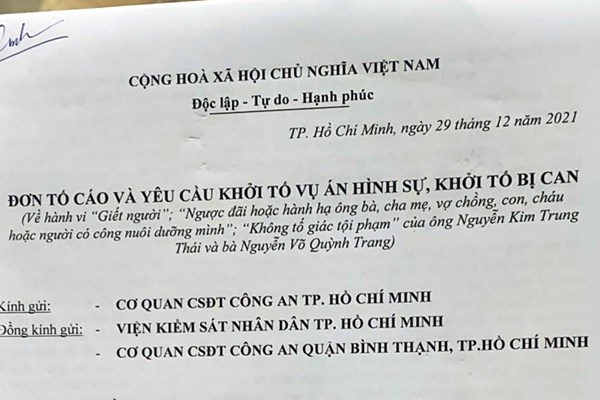 CỘNG HOÀ XÃ HỘI CHỦ NGHĨA VIỆT NAM
Độc lập - Tự do - Hạnh phúc
TP. Hồ Chí Minh, ngày 29 tháng 12 năm 2021
ĐƠN TỐ CÁO VÀ YÊU CẦU KHỞI TỐ VỤ ÁN HÌNH SỰ, KHỞI TỐ BỊ CAN
(Về hành vi “Giết người”; “Ngược đãi hoặc hành hạ ông bà, cha mẹ, vợ chồng, con, cháu
hoặc người có công nuôi dưỡng mình”; “Không tố giác tội phạm” của ông Nguyễn Kim Trung
Thái và bà Nguyễn Võ Quỳnh Trang)
Kính gửi: - CƠ QUAN CSĐT CÔNG AN TP. HỒ CHÍ MINH
Đồng kính gửi: - VIỆN KIỂM SÁT NHÂN DÂN TP. HỒ CHÍ MINH
- CƠ QUAN CSĐT CÔNG AN QUẬN BÌNH THẠNH, TP.HỒ CHÍ MINH